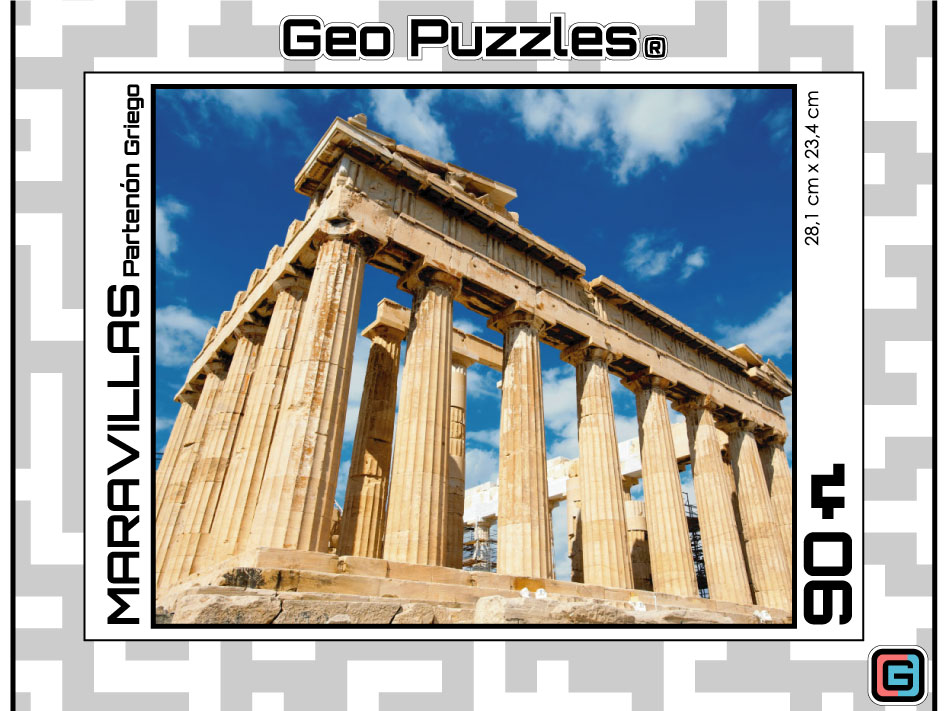 Geo Puzzles®
MARAVILLAS Partenón Griego
28,1 cm x 23,4 cm
90
G